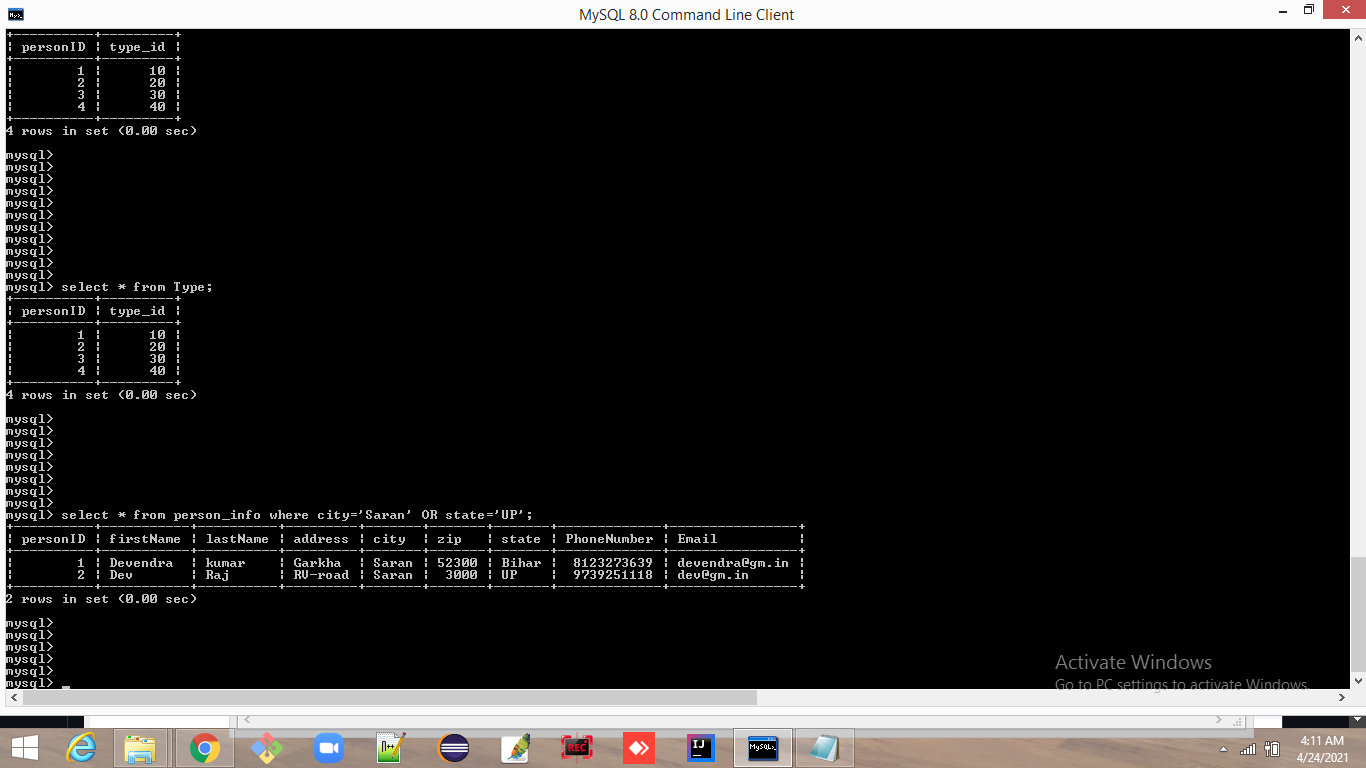 MySQL 8.0 Command Line Client
+----------+---------+
| personID | type_id |
+----------+---------+
|        1 |      10 |
|        2 |      20 |
|        3 |      30 |
|        4 |      40 |
+----------+---------+
4 rows in set (0.00 sec)
mysql>
mysql>
mysql>
mysql>
mysql>
mysql>
mysql>
mysql>
mysql>
mysql>
mysql>
mysql> select * from Type;
+----------+---------+
| personID | type_id |
+----------+---------+
|        1 |      10 |
|        2 |      20 |
|        3 |      30 |
|        4 |      40 |
+----------+---------+
4 rows in set (0.00 sec)
mysql>
mysql>
mysql>
mysql>
mysql>
mysql>
mysql>
mysql>
mysql> select * from person_info where city='Saran' OR state='UP';
+----------+-----------+----------+---------+-------+-------+-------+-------------+----------------+
| personID | firstName | lastName | address | city  | zip   | state | PhoneNumber | Email          |
+----------+-----------+----------+---------+-------+-------+-------+-------------+----------------+
|        1 | Devendra  | kumar    | Garkha  | Saran | 52300 | Bihar |  8123273639 | devendra@gm.in |
|        2 | Dev       | Raj      | RV-road | Saran |  3000 | UP    |  9739251118 | dev@gm.in      |
+----------+-----------+----------+---------+-------+-------+-------+-------------+----------------+
2 rows in set (0.00 sec)
mysql>
mysql>
mysql>
mysql>
mysql>
mysql>
Activate Windows
Go to PC settings to activate Windows.
n++
REC
IJ
MySQL
4:11 AM
4/24/2021